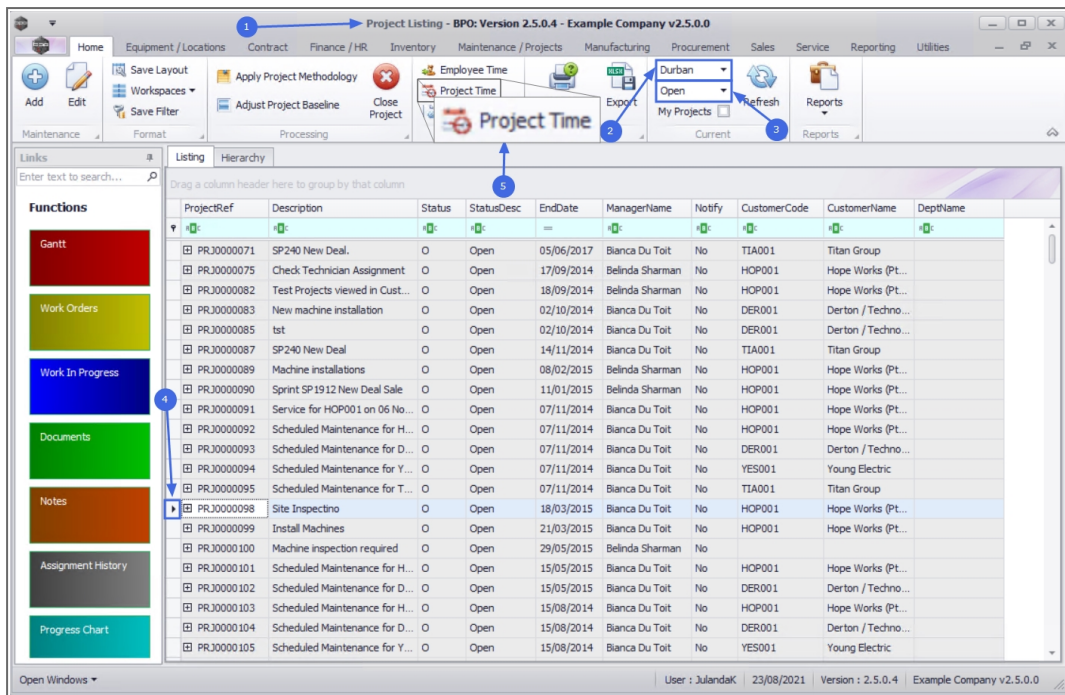 1
Project Listing - BPO: Version 2.5.0.4 - Example Company v2.5.0.0
Home Equipment / Locations Contract Finance / HR Inventory Maintenance / Projects Manufacturing Procurement Sales Service Reporting Utilities
Add
Edit
Maintenance
Save Layout
Workspaces
Save Filter
Format
Apply Project Methodology
Adjust Project Baseline
Close Project
Processing
Employee Time
Project Time
Project Time
5
Export
2
Durban
Open
My Projects
Refresh
3
Current
Reports
Reports
Links
Enter text to search...
Functions
Gantt
Work Orders
Work In Progress
4
Documents
Notes
Assignment History
Progress Chart
Listing Hierarchy
Drag a column header here to group by that column
ProjectRef Description Status StatusDesc EndDate ManagerName Notify CustomerCode CustomerName DeptName
PRJ0000071 SP240 New Deal. O Open 05/06/2017 Bianca Du Toit No TIA001 Titan Group
PRJ0000075 Check Technician Assignment O Open 17/09/2014 Belinda Sharman No HOP001 Hope Works (Pt...
PRJ0000082 Test Projects viewed in Cust... O Open 18/09/2014 Belinda Sharman No HOP001 Hope Works (Pt...
PRJ0000083 New machine installation O Open 02/10/2014 Bianca Du Toit No DER001 Derton / Techno...
PRJ0000085 tst O Open 02/10/2014 Bianca Du Toit No DER001 Derton / Techno...
PRJ0000087 SP240 New Deal O Open 14/11/2014 Bianca Du Toit No TIA001 Titan Group
PRJ0000089 Machine installations O Open 08/02/2015 Belinda Sharman No HOP001 Hope Works (Pt...
PRJ0000090 Sprint SP1912 New Deal Sale O Open 11/01/2015 Belinda Sharman No HOP001 Hope Works (Pt...
PRJ0000091 Service for HOP001 on 06 No... O Open 07/11/2014 Bianca Du Toit No HOP001 Hope Works (Pt...
PRJ0000092 Scheduled Maintenance for H... O Open 07/11/2014 Bianca Du Toit No HOP001 Hope Works (Pt...
PRJ0000093 Scheduled Maintenance for D... O Open 07/11/2014 Bianca Du Toit No DER001 Derton / Techno...
PRJ0000094 Scheduled Maintenance for Y... O Open 07/11/2014 Bianca Du Toit No YES001 Young Electric
PRJ0000095 Scheduled Maintenance for T... O Open 07/11/2014 Bianca Du Toit No TIA001 Titan Group
PRJ0000098 Site Inspectino O Open 18/03/2015 Bianca Du Toit No HOP001 Hope Works (Pt...
PRJ0000099 Install Machines O Open 21/03/2015 Bianca Du Toit No HOP001 Hope Works (Pt...
PRJ0000100 Machine inspection required O Open 29/05/2015 Belinda Sharman No
PRJ0000101 Scheduled Maintenance for H... O Open 15/05/2015 Bianca Du Toit No HOP001 Hope Works (Pt...
PRJ0000102 Scheduled Maintenance for D... O Open 15/05/2015 Bianca Du Toit No DER001 Derton / Techno...
PRJ0000103 Scheduled Maintenance for H... O Open 15/08/2014 Bianca Du Toit No HOP001 Hope Works (Pt...
PRJ0000104 Scheduled Maintenance for D... O Open 15/08/2014 Bianca Du Toit No DER001 Derton / Techno...
PRJ0000105 Scheduled Maintenance for Y... O Open 15/08/2014 Bianca Du Toit No YES001 Young Electric
Open Windows User : JulandaK 23/08/2021 Version : 2.5.0.4 Example Company v2.5.0.0